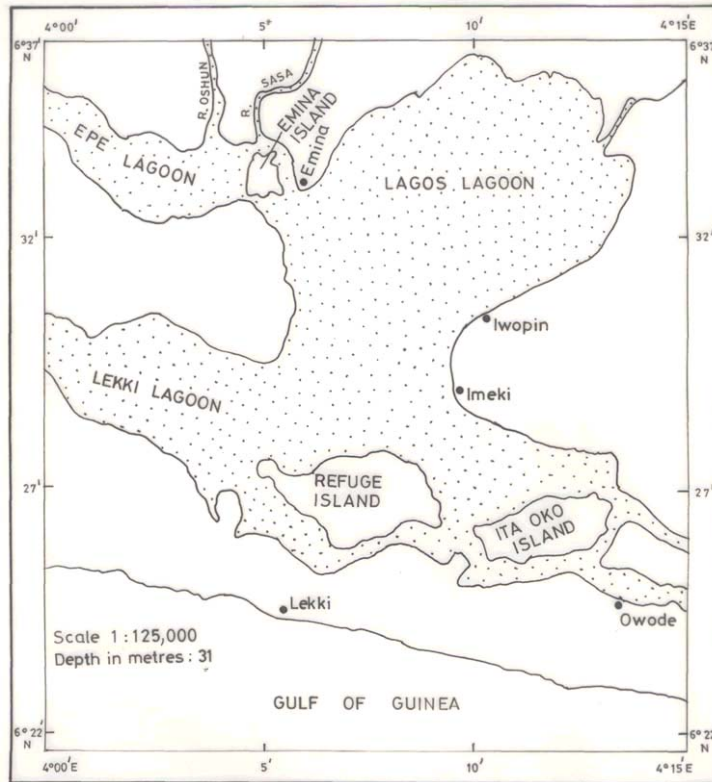 4°00′
5′
10′
4°15′E
6°37′
N
6°37′
N
R. OSHUN
R. SASA
EMINA
ISLAND
Emina
EPE LAGOON
LAGOS LAGOON
32′
32′
Iwopin
LEKKI LAGOON
Imeki
27′
27′
REFUGE
ISLAND
ITA OKO
ISLAND
Lekki
Owode
Scale 1:125,000
Depth in metres : 31
GULF OF GUINEA
6°22′
N
6°22′
N
4°00′E
5′
10′
4°15′E